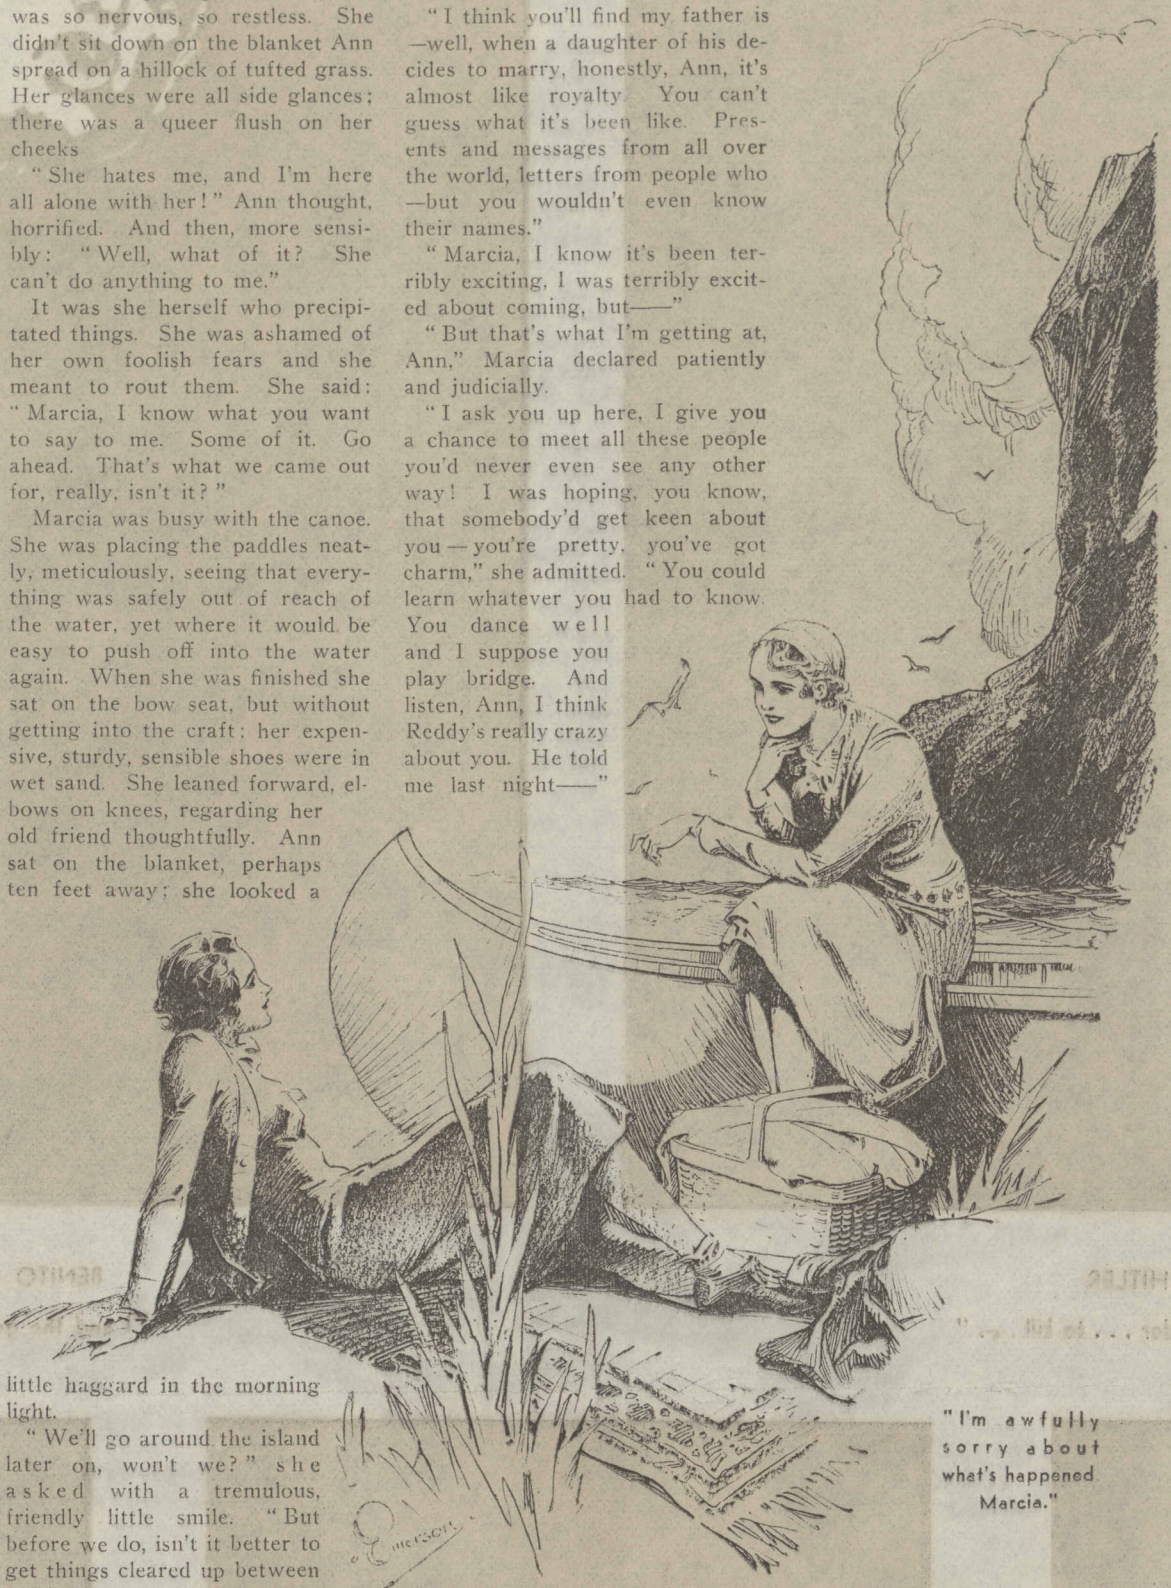 was so nervous, so restless. She
didn't sit down on the blanket Ann
spread on a hillock of tufted grass.
Her glances were all side glances;
there was a queer flush on her
cheeks
" She hates me, and I'm here
all alone with her! " Ann thought,
horrified. And then, more sensi-
bly: " Well, what of it? She
can't do anything to me."
It was she herself who precipi-
tated things. She was ashamed of
her own foolish fears and she
meant to rout them. She said:
" Marcia, I know what you want
to say to me. Some of it. Go
ahead. That's what we came out
for, really, isn't it? "
Marcia was busy with the canoe.
She was placing the paddles neat-
ly, meticulously, seeing that every-
thing was safely out of reach of
the water, yet where it would be
easy to push off into the water
again. When she was finished she
sat on the bow seat, but without
getting into the craft; her expen-
sive, sturdy, sensible shoes were in
wet sand. She leaned forward, el-
bows on knees, regarding her
old friend thoughtfully. Ann
sat on the blanket, perhaps
ten feet away; she looked a
little haggard in the morning
light.
" We'll go around the island
later on, won't we? " she
asked with a tremulous,
friendly little smile. " But
before we do, isn't it better to
get things cleared up between
" I think you'll find my father is
—well, when a daughter of his de-
cides to marry, honestly, Ann, it's
almost like royalty You can't
guess what it's been like. Pres-
ents and messages from all over
the world, letters from people who
—but you wouldn't even know
their names."
" Marcia, I know it's been ter-
ribly exciting, I was terribly excit-
ed about coming, but——"
" But that's what I'm getting at,
Ann," Marcia declared patiently
and judicially.
" I ask you up here, I give you
a chance to meet all these people
you'd never even see any other
way! I was hoping, you know,
that somebody'd get keen about
you — you're pretty, you've got
charm," she admitted. " You could
learn whatever you had to know.
You dance well
and I suppose you
play bridge. And
listen, Ann, I think
Reddy's really crazy
about you. He told
me last night——"
"I'm awfully
sorry about
what's happened
Marcia."
Emerson
BENITO
HITLER